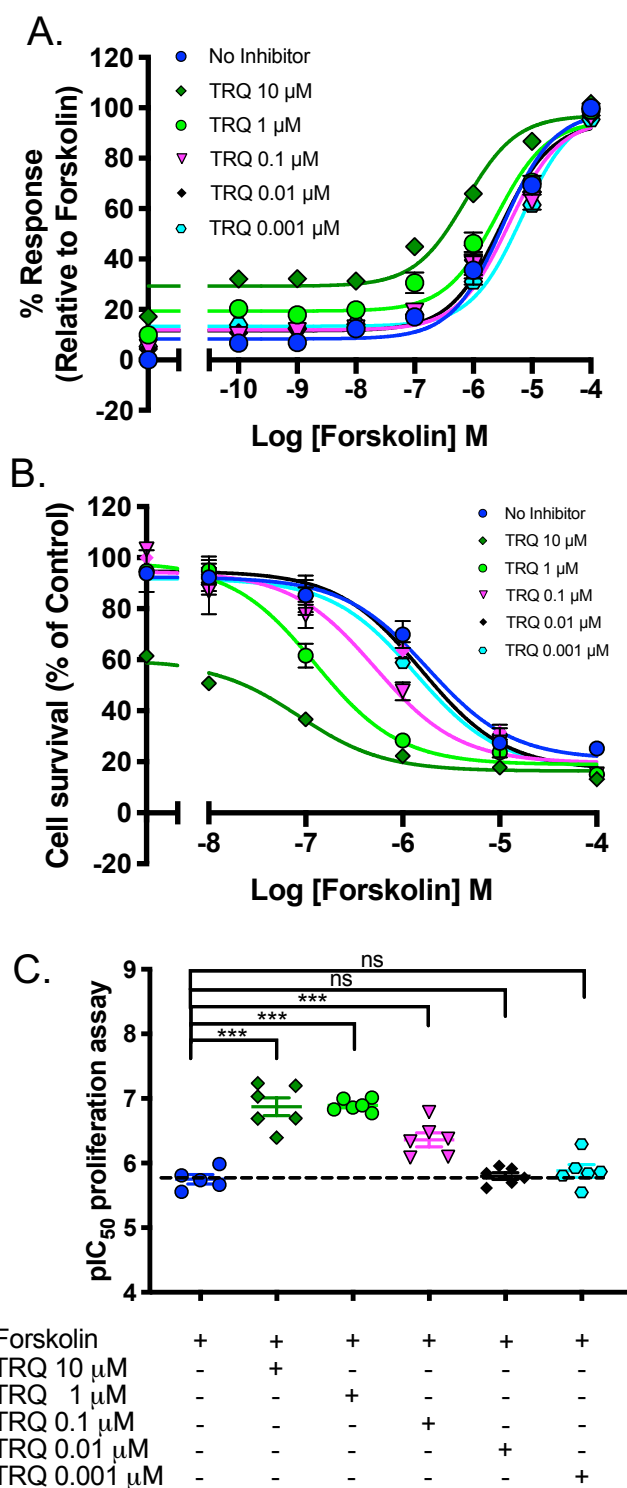 A.
No Inhibitor
TRQ 10 µM
TRQ 1 µM
TRQ 0.1 µM
TRQ 0.01 µM
TRQ 0.001 µM
% Response
(Relative to Forskolin)
120
100
80
60
40
20
0
-20
-10 -9 -8 -7 -6 -5 -4
Log [Forskolin] M
B.
No Inhibitor
TRQ 10 µM
TRQ 1 µM
TRQ 0.1 µM
TRQ 0.01 µM
TRQ 0.001 µM
Cell survival (% of Control)
120
100
80
60
40
20
0
-20
-8 -7 -6 -5 -4
Log [Forskolin] M
C.
ns
ns
***
***
***
pIC50 proliferation assay
9
8
7
6
5
4
Forskolin + + + + + +
TRQ 10 µM - + - - - -
TRQ 1 µM - - + - - -
TRQ 0.1 µM - - - + - -
TRQ 0.01 µM - - - - + -
TRQ 0.001 µM - - - - - +